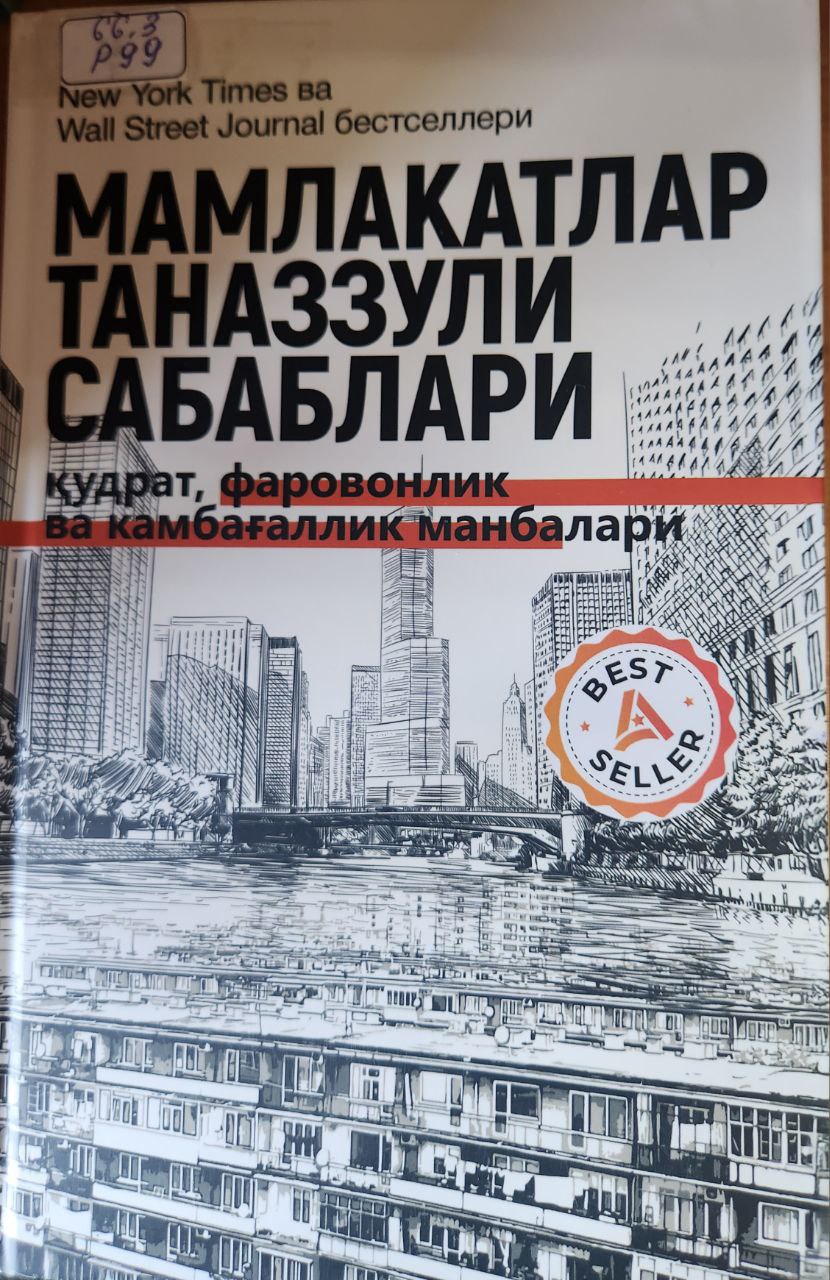 66.3
Р99
New York Times ва
Wall Street Journal бестселлери
МАМЛАКАТЛАР
ТАНАЗЗУЛИ
САБАБЛАРИ
қудрат, фаровонлик
ва камбағаллик манбалари
BEST
SELLER